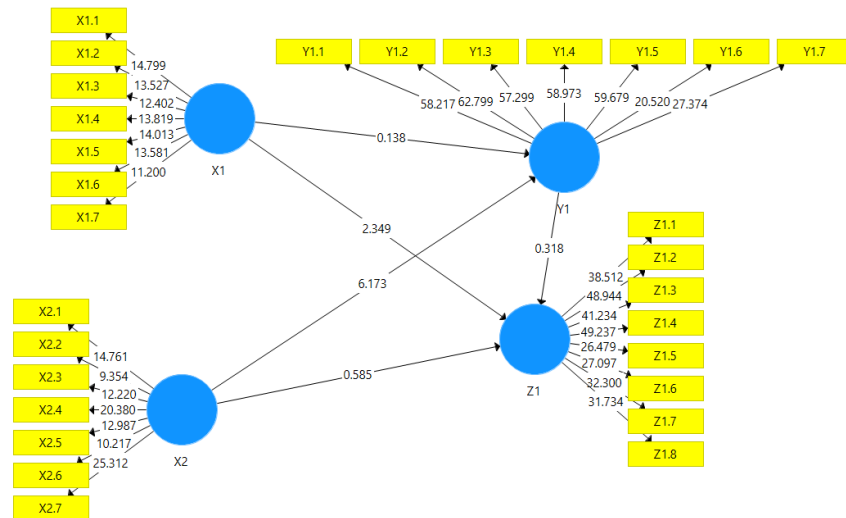 X1.1
X1.2
X1.3
X1.4
X1.5
X1.6
X1.7
14.799
13.527
12.402
13.819
14.013
13.581
11.200
X1
Y1.1
Y1.2
Y1.3
Y1.4
Y1.5
Y1.6
Y1.7
58.217
62.799
57.299
58.973
59.679
20.520
27.374
Y1
0.138
2.349
6.173
0.318
0.585
X2.1
X2.2
X2.3
X2.4
X2.5
X2.6
X2.7
14.761
9.354
12.220
20.380
12.987
10.217
25.312
X2
Z1.1
Z1.2
Z1.3
Z1.4
Z1.5
Z1.6
Z1.7
Z1.8
38.512
48.944
41.234
49.237
26.479
27.097
32.300
31.734
Z1